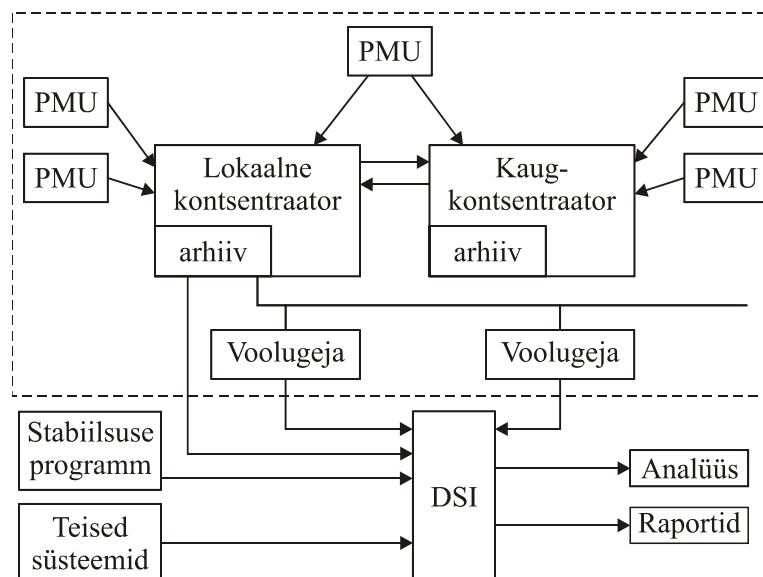 PMU
PMU
PMU
PMU
PMU
Lokaalne
kontsentraator
arhiiv
Kaug-
kontsentraator
arhiiv
Voolugeja
Voolugeja
Stabiilsuse
programm
Teised
süsteemid
DSI
Analüüs
Raportid